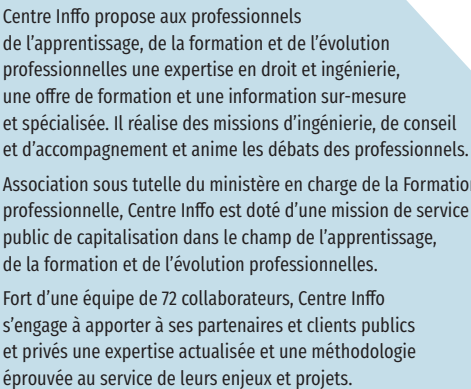 Centre Inffo propose aux professionnels
de l’apprentissage, de la formation et de l’évolution
professionnelles une expertise en droit et ingénierie,
une offre de formation et une information sur-mesure
et spécialisée. Il réalise des missions d’ingénierie, de conseil
et d’accompagnement et anime les débats des professionnels.
Association sous tutelle du ministère en charge de la Formation
professionnelle, Centre Inffo est doté d’une mission de service
public de capitalisation dans le champ de l’apprentissage,
de la formation et de l’évolution professionnelles.
Fort d’une équipe de 72 collaborateurs, Centre Inffo
s’engage à apporter à ses partenaires et clients publics
et privés une expertise actualisée et une méthodologie
éprouvée au service de leurs enjeux et projets.